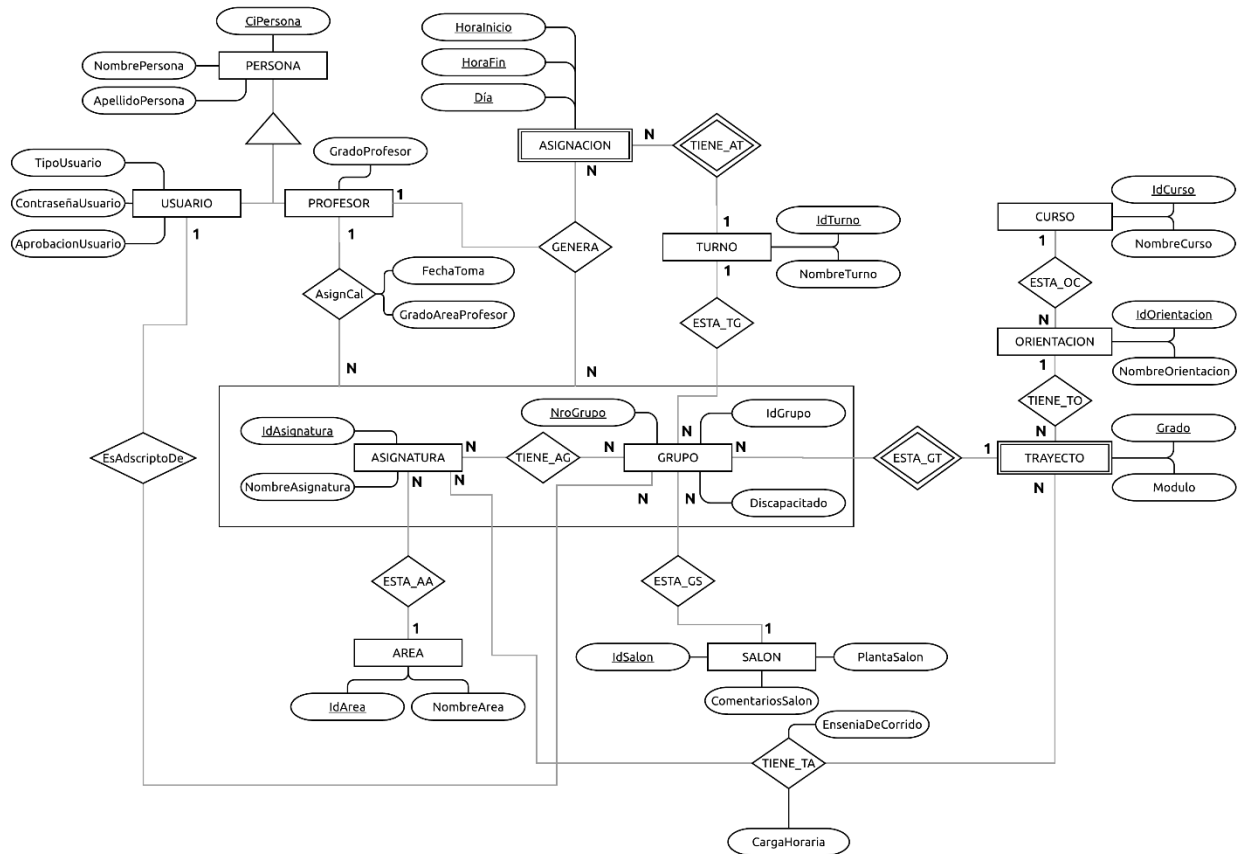 CiPersona
NombrePersona
PERSONA
ApellidoPersona
HoraInicio
HoraFin
Día
N
ASIGNACION
TIENE_AT
N
GradoProfesor
TipoUsuario
ContraseñaUsuario
USUARIO
PROFESOR
1
AprobacionUsuario
1
1
GENERA
1
IdTurno
TURNO
1
NombreTurno
IdCurso
CURSO
1
NombreCurso
FechaToma
AsignCal
GradoAreaProfesor
ESTA_TG
ESTA_OC
N
IdOrientacion
ORIENTACION
1
NombreOrientacion
N
N
TIENE_TO
N
NroGrupo
IdGrupo
IdAsignatura
N
Grado
EsAdscriptoDe
ASIGNATURA
N
TIENE_AG
N
GRUPO
N
ESTA_GT
1
TRAYECTO
NombreAsignatura
N
N
N
N
Discapacitado
N
Modulo
ESTA_AA
ESTA_GS
1
1
AREA
IdSalon
SALON
PlantaSalon
IdArea
NombreArea
ComentariosSalon
EnseniaDeCorrido
TIENE_TA
CargaHoraria